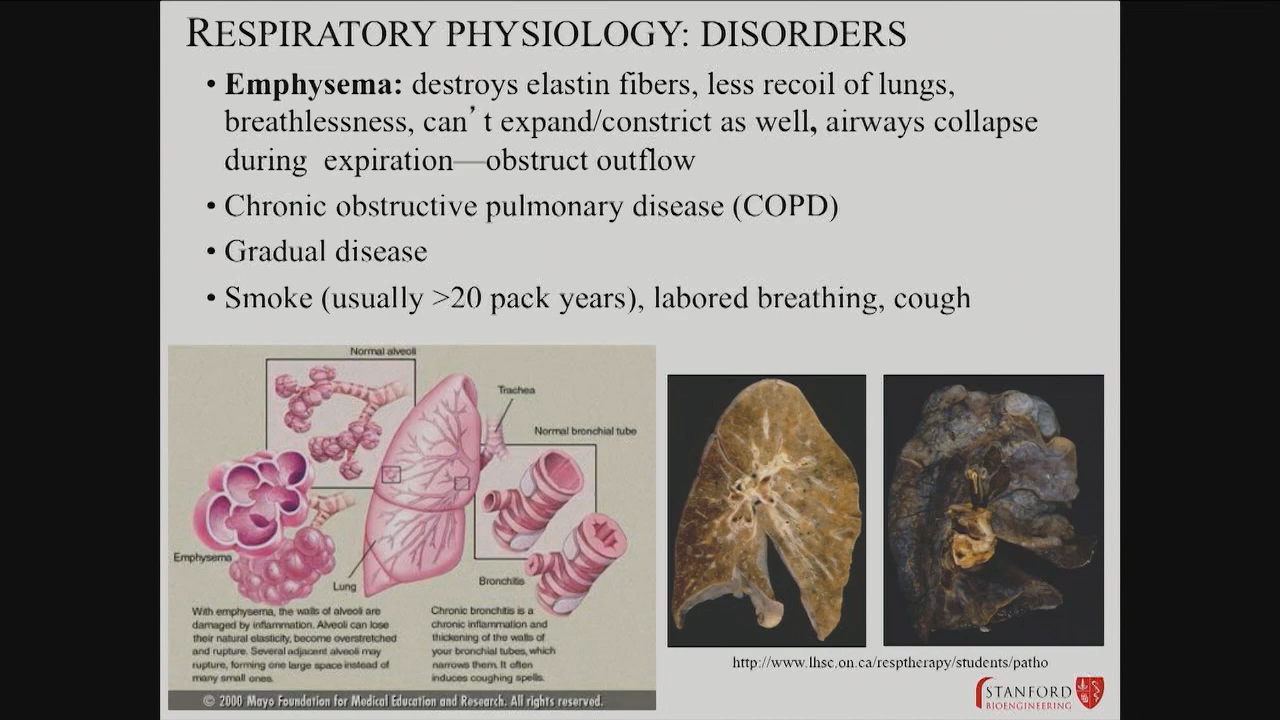 RESPIRATORY PHYSIOLOGY: DISORDERS
• Emphysema: destroys elastin fibers, less recoil of lungs,
breathlessness, can’ t expand/constrict as well, airways collapse
during expiration—obstruct outflow
• Chronic obstructive pulmonary disease (COPD)
• Gradual disease
• Smoke (usually >20 pack years), labored breathing, cough
Normal alveoli
Trachea
Normal bronchial tube
Emphysema
Lung
Bronchitis
With emphysema, the walls of alveoli are
damaged by inflammation. Alveoli can lose
their natural elasticity, become overstretched
and rupture. Several adjacent alveoli may
rupture, forming one large space instead of
many small ones.
Chronic bronchitis is a
chronic inflammation and
thickening of the walls of
your bronchial tubes, which
narrows them. It often
induces coughing spells.
© 2000 Mayo Foundation for Medical Education and Research. All rights reserved.
http://www.lhsc.on.ca/resptherapy/students/patho
STANFORD
BIOENGINEERING